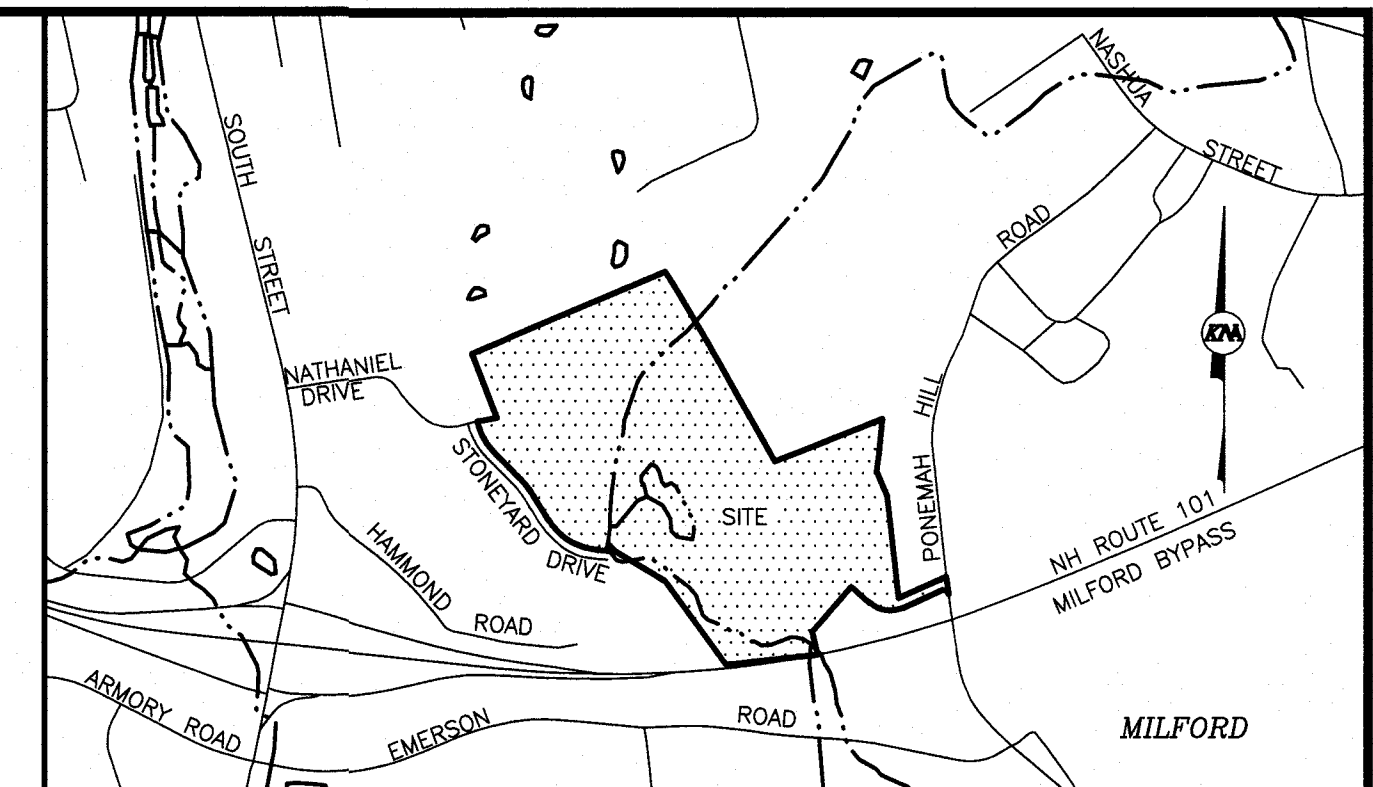 NASHUA
STREET
SOUTH
STREET
ROAD
KNA
NATHANIEL
DRIVE
HILL
PONEMAH
STONEYARD
DRIVE
SITE
NH ROUTE 101
MILFORD BYPASS
HAMMOND
ROAD
ARMORY ROAD
EMERSON
ROAD
MILFORD